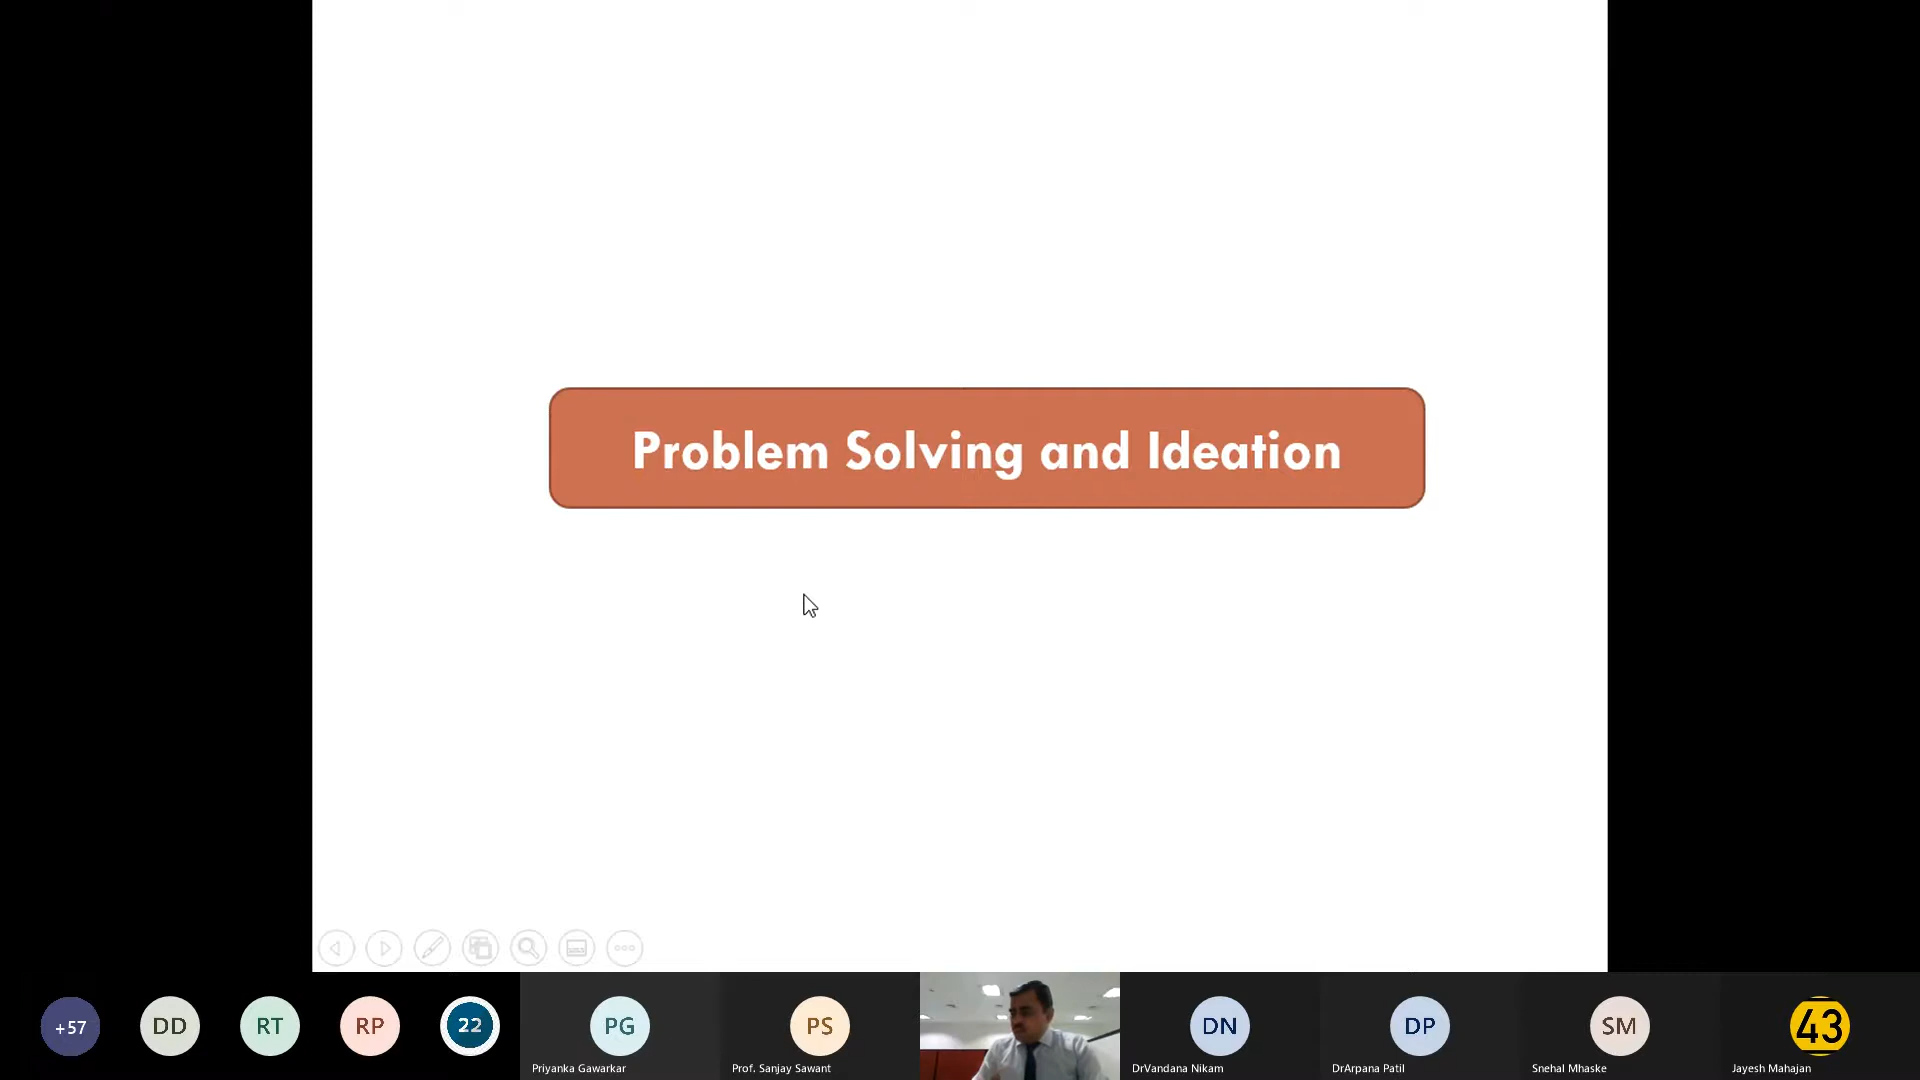 Problem Solving and Ideation
+57
DD
RT
RP
22
PG
PS
DN
DP
SM
43
Priyanka Gawarkar
Prof. Sanjay Sawant
DrVandana Nikam
DrArpana Patil
Snehal Mhaske
Jayesh Mahajan